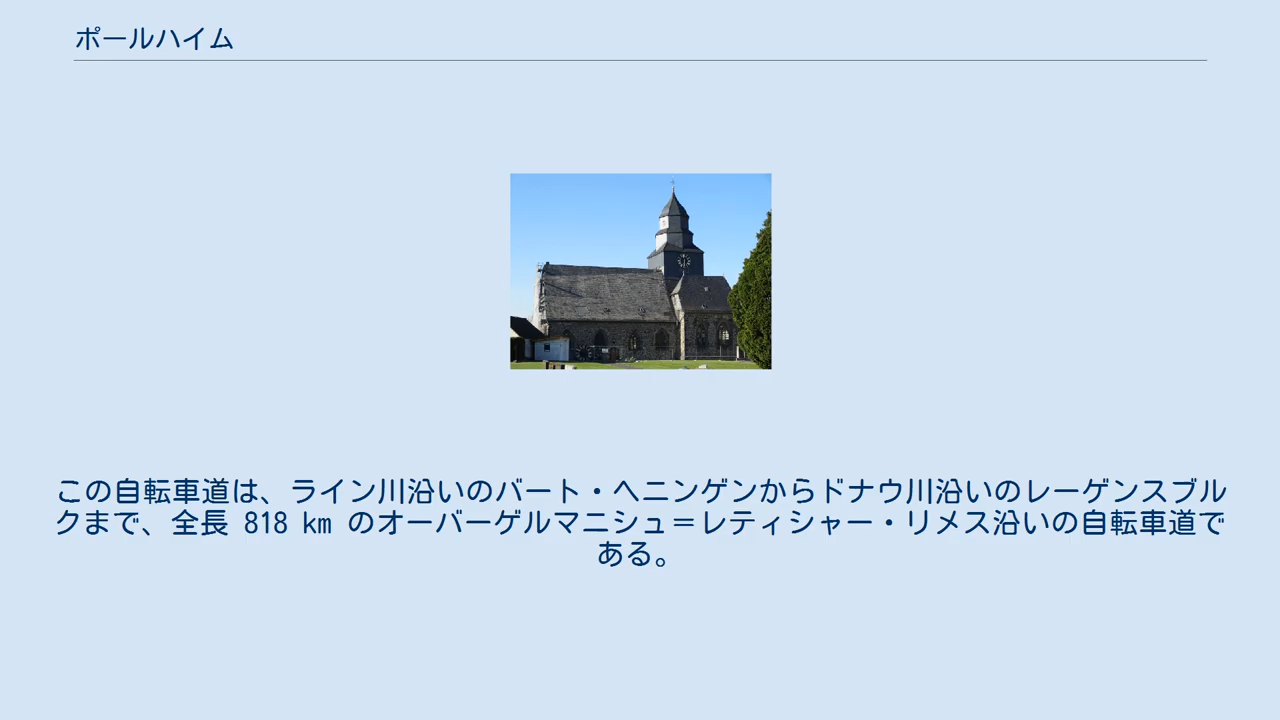 ポールハイム
この自転車道は、ライン川沿いのバート・ヘニンゲンからドナウ川沿いのレーゲンスブル
クまで、全長 818 km のオーバーゲルマニシュ＝レティシャー・リメス沿いの自転車道で
ある。